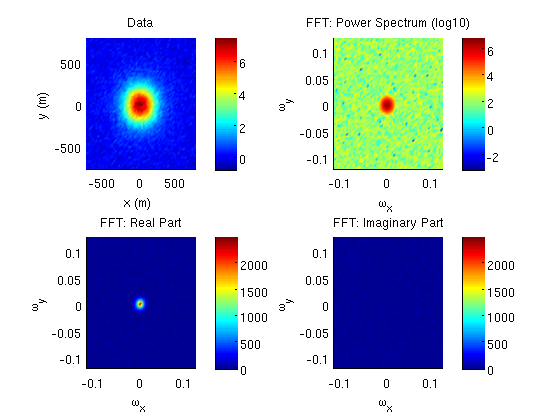 Data
FFT: Power Spectrum (log10)
500
0
-500
y (m)
-500 0 500
x (m)
6
4
2
0
0.1
0.05
0
-0.05
-0.1
ω_y
-0.1 0 0.1
ω_x
6
4
2
0
-2
FFT: Real Part
FFT: Imaginary Part
0.1
0.05
0
-0.05
-0.1
ω_y
-0.1 0 0.1
ω_x
2000
1500
1000
500
0
0.1
0.05
0
-0.05
-0.1
ω_y
-0.1 0 0.1
ω_x
2000
1500
1000
500
0